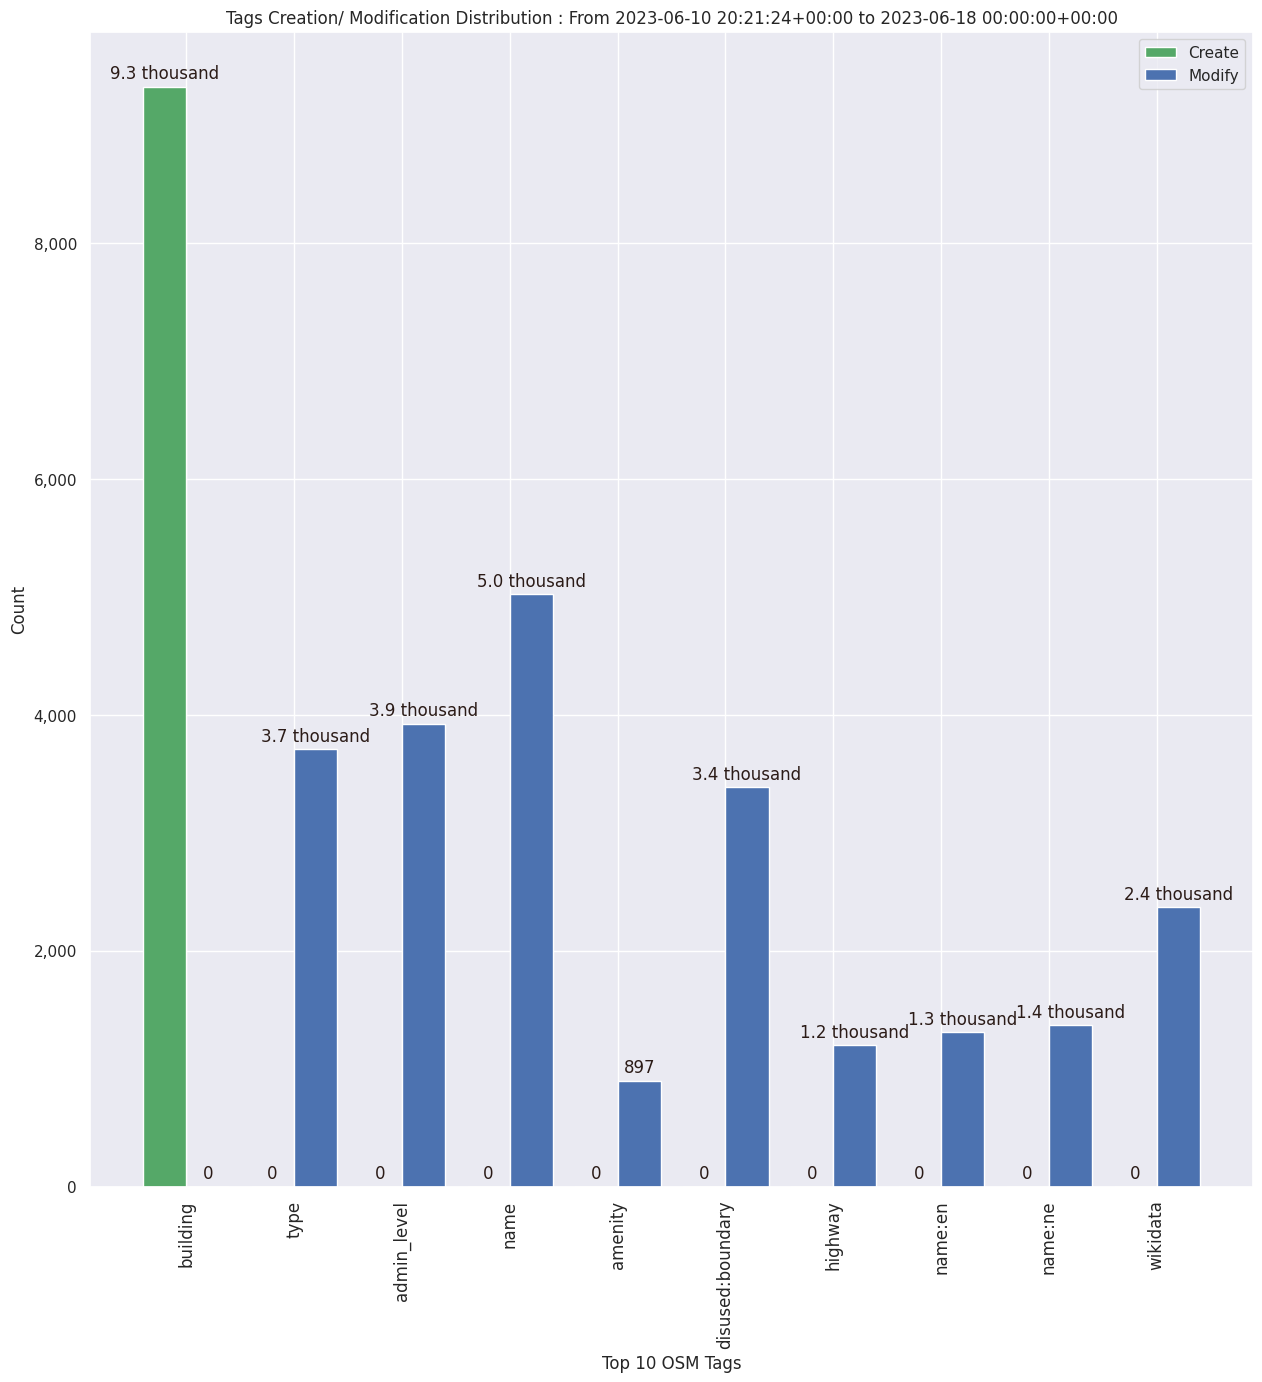 Tags Creation/ Modification Distribution : From 2023-06-10 20:21:24+00:00 to 2023-06-18 00:00:00+00:00
Create
Modify
9.3 thousand
8,000
6,000
5.0 thousand
Count
3.9 thousand
4,000
3.7 thousand
3.4 thousand
2.4 thousand
2,000
1.4 thousand
1.3 thousand
1.2 thousand
897
0 0 0 0 0 0 0 0 0 0
0
building
type
admin_level
name
amenity
disused:boundary
highway
name:en
name:ne
wikidata
Top 10 OSM Tags